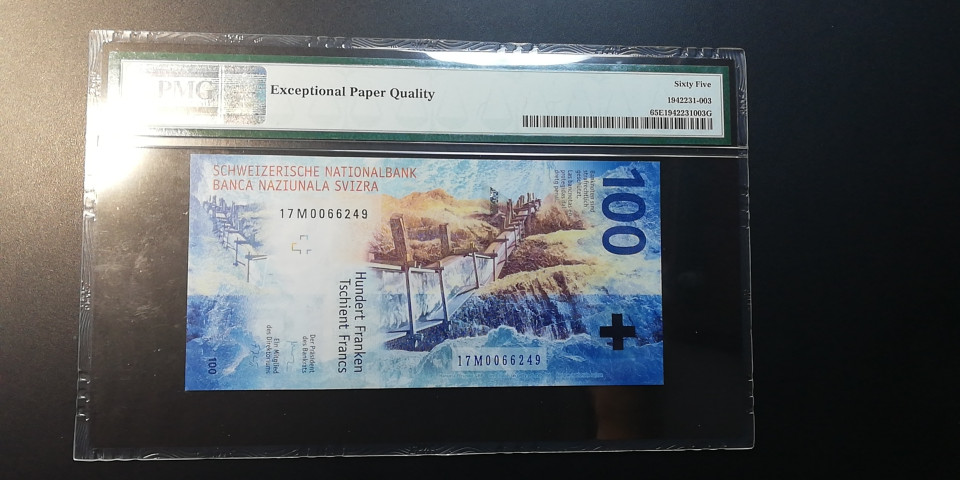 PMG
Exceptional Paper Quality
Sixty Five
1942231-003
65E1942231003G
SCHWEIZERISCHE NATIONALBANK
BANCA NAZIUNALA SVIZRA
17M0066249
100
Hundert Franken
Tschient Francs
Der Präsident
des Bankrats
Ein Mitglied
des Direktoriums
100
17M0066249